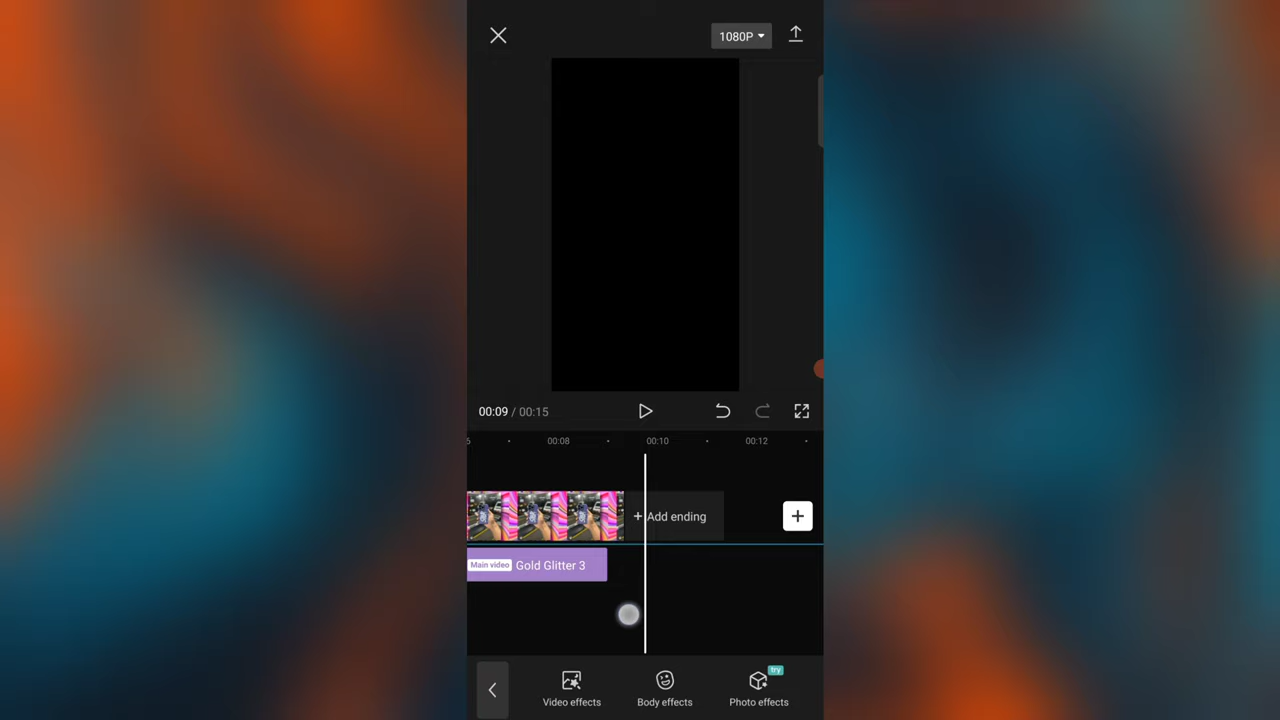 1080P
00:09 / 00:15
6 00:08 00:10 00:12
+ Add ending +
Main video Gold Glitter 3
try
Video effects Body effects Photo effects